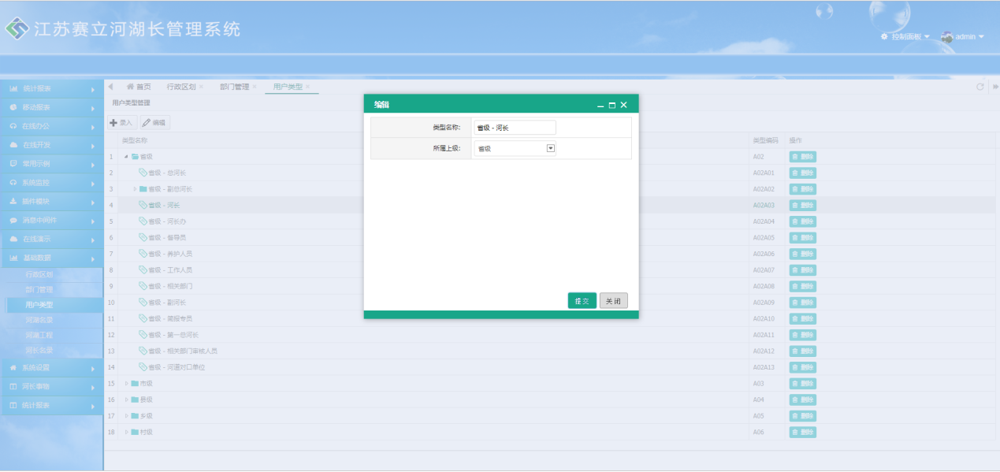 江苏赛立河湖长管理系统
控制面板
admin
统计报表
移动报表
在线办公
在线开发
常用示例
系统监控
插件模块
消息中间件
在线演示
基础数据
行政区划
部门管理
用户类型
河湖名录
河湖工程
河长名录
系统设置
河长事物
统计报表
首页 行政区划 部门管理 用户类型
用户类型管理
录入 编辑
类型名称 类型编码 操作
1 省级 A02 删除
2 省级 - 总河长 A02A01 删除
3 省级 - 副总河长 A02A02 删除
4 省级 - 河长 A02A03 删除
5 省级 - 河长办 A02A04 删除
6 省级 - 督导员 A02A05 删除
7 省级 - 养护人员 A02A06 删除
8 省级 - 工作人员 A02A07 删除
9 省级 - 相关部门 A02A08 删除
10 省级 - 副河长 A02A09 删除
11 省级 - 简报专员 A02A10 删除
12 省级 - 第一总河长 A02A11 删除
13 省级 - 相关部门审核人员 A02A12 删除
14 省级 - 河道对口单位 A02A13 删除
15 市级 A03 删除
16 县级 A04 删除
17 乡级 A05 删除
18 村级 A06 删除
编辑
类型名称: 省级 - 河长
所属上级: 省级
提交 关闭